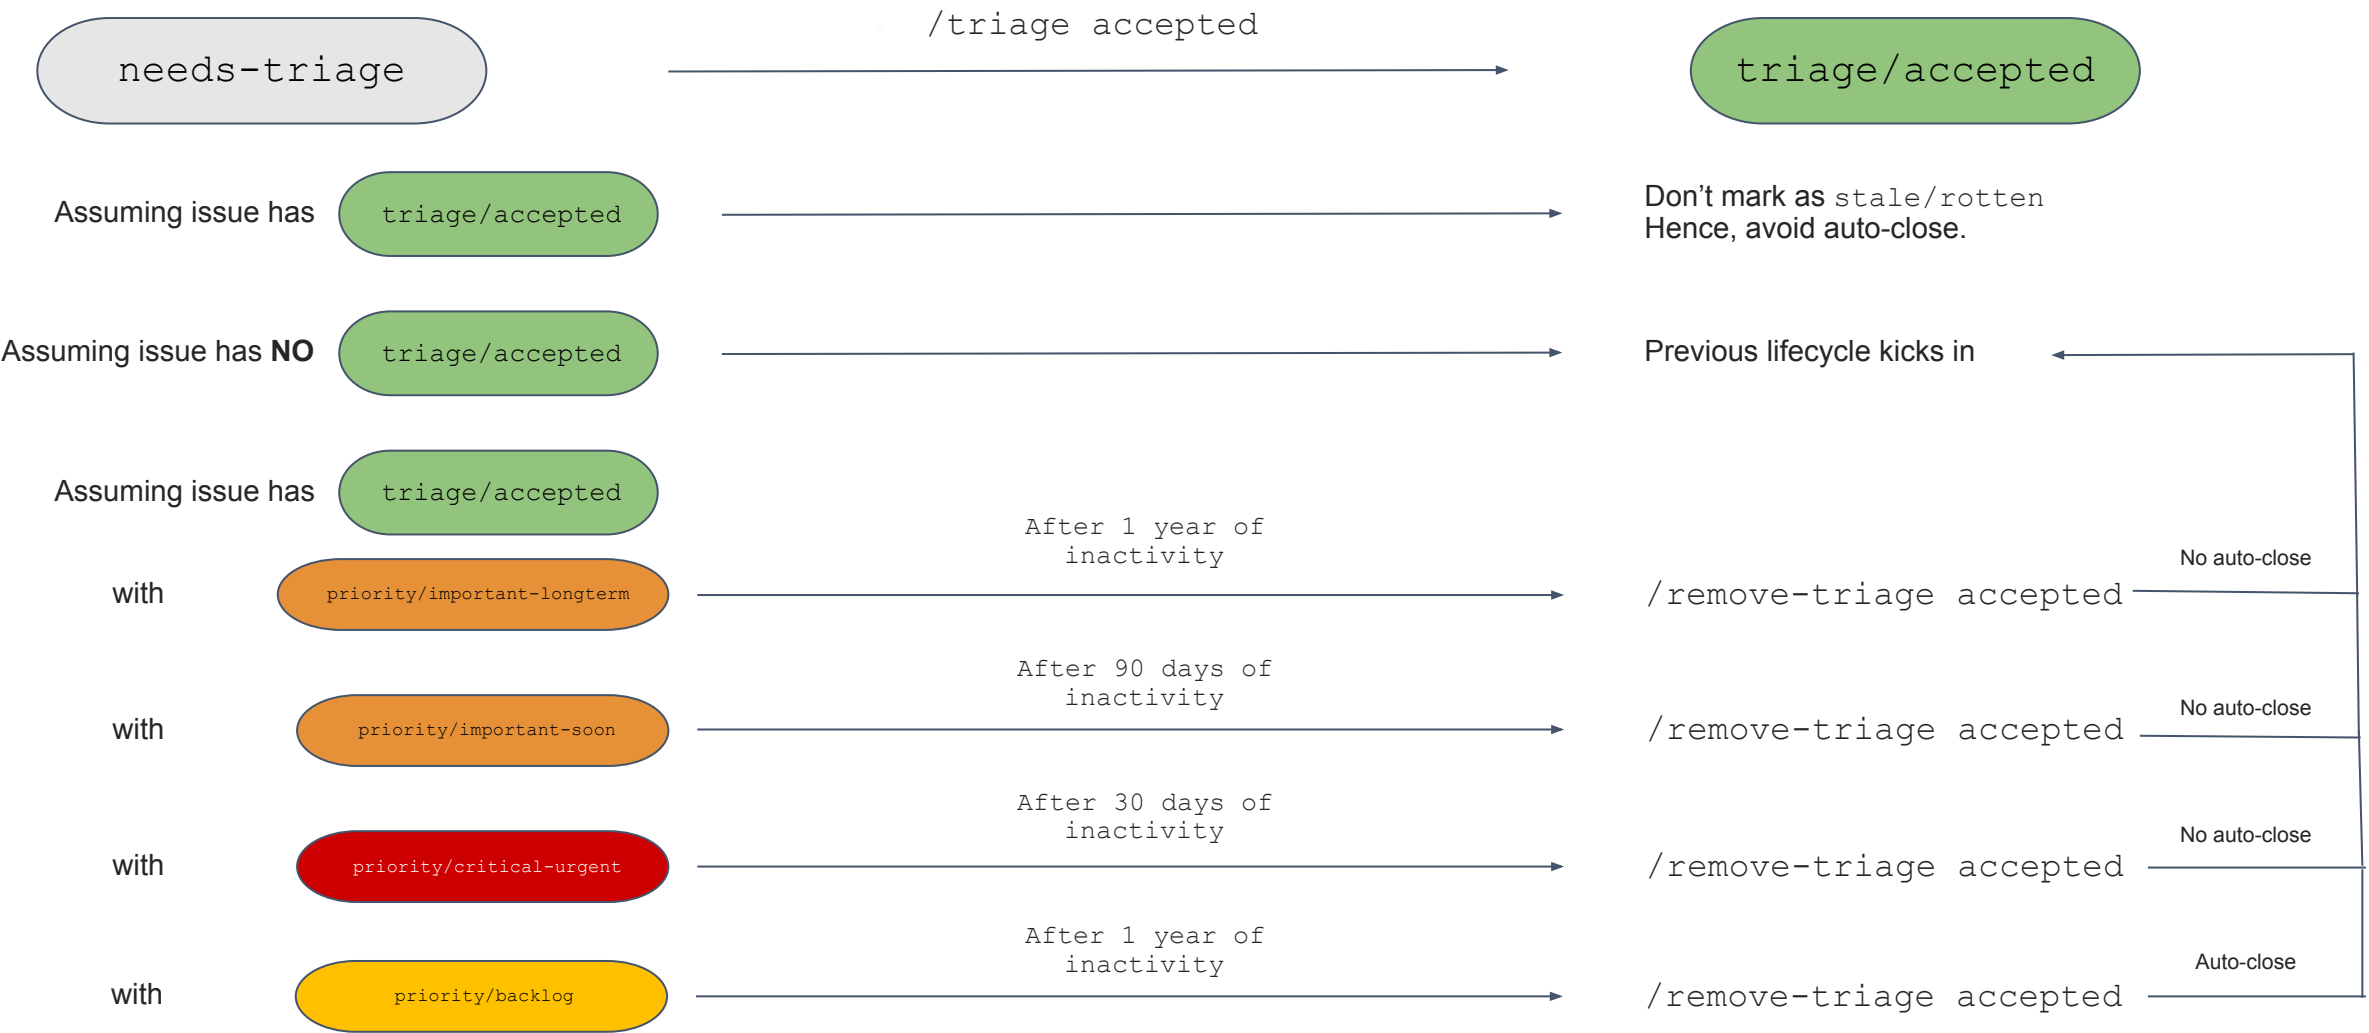 /triage accepted
needs-triage
triage/accepted
Assuming issue has
triage/accepted
Don’t mark as stale/rotten
Hence, avoid auto-close.
Assuming issue has NO
triage/accepted
Previous lifecycle kicks in
Assuming issue has
triage/accepted
After 1 year of
inactivity
No auto-close
with
priority/important-longterm
/remove-triage accepted
After 90 days of
inactivity
No auto-close
with
priority/important-soon
/remove-triage accepted
After 30 days of
inactivity
No auto-close
with
priority/critical-urgent
/remove-triage accepted
After 1 year of
inactivity
Auto-close
with
priority/backlog
/remove-triage accepted